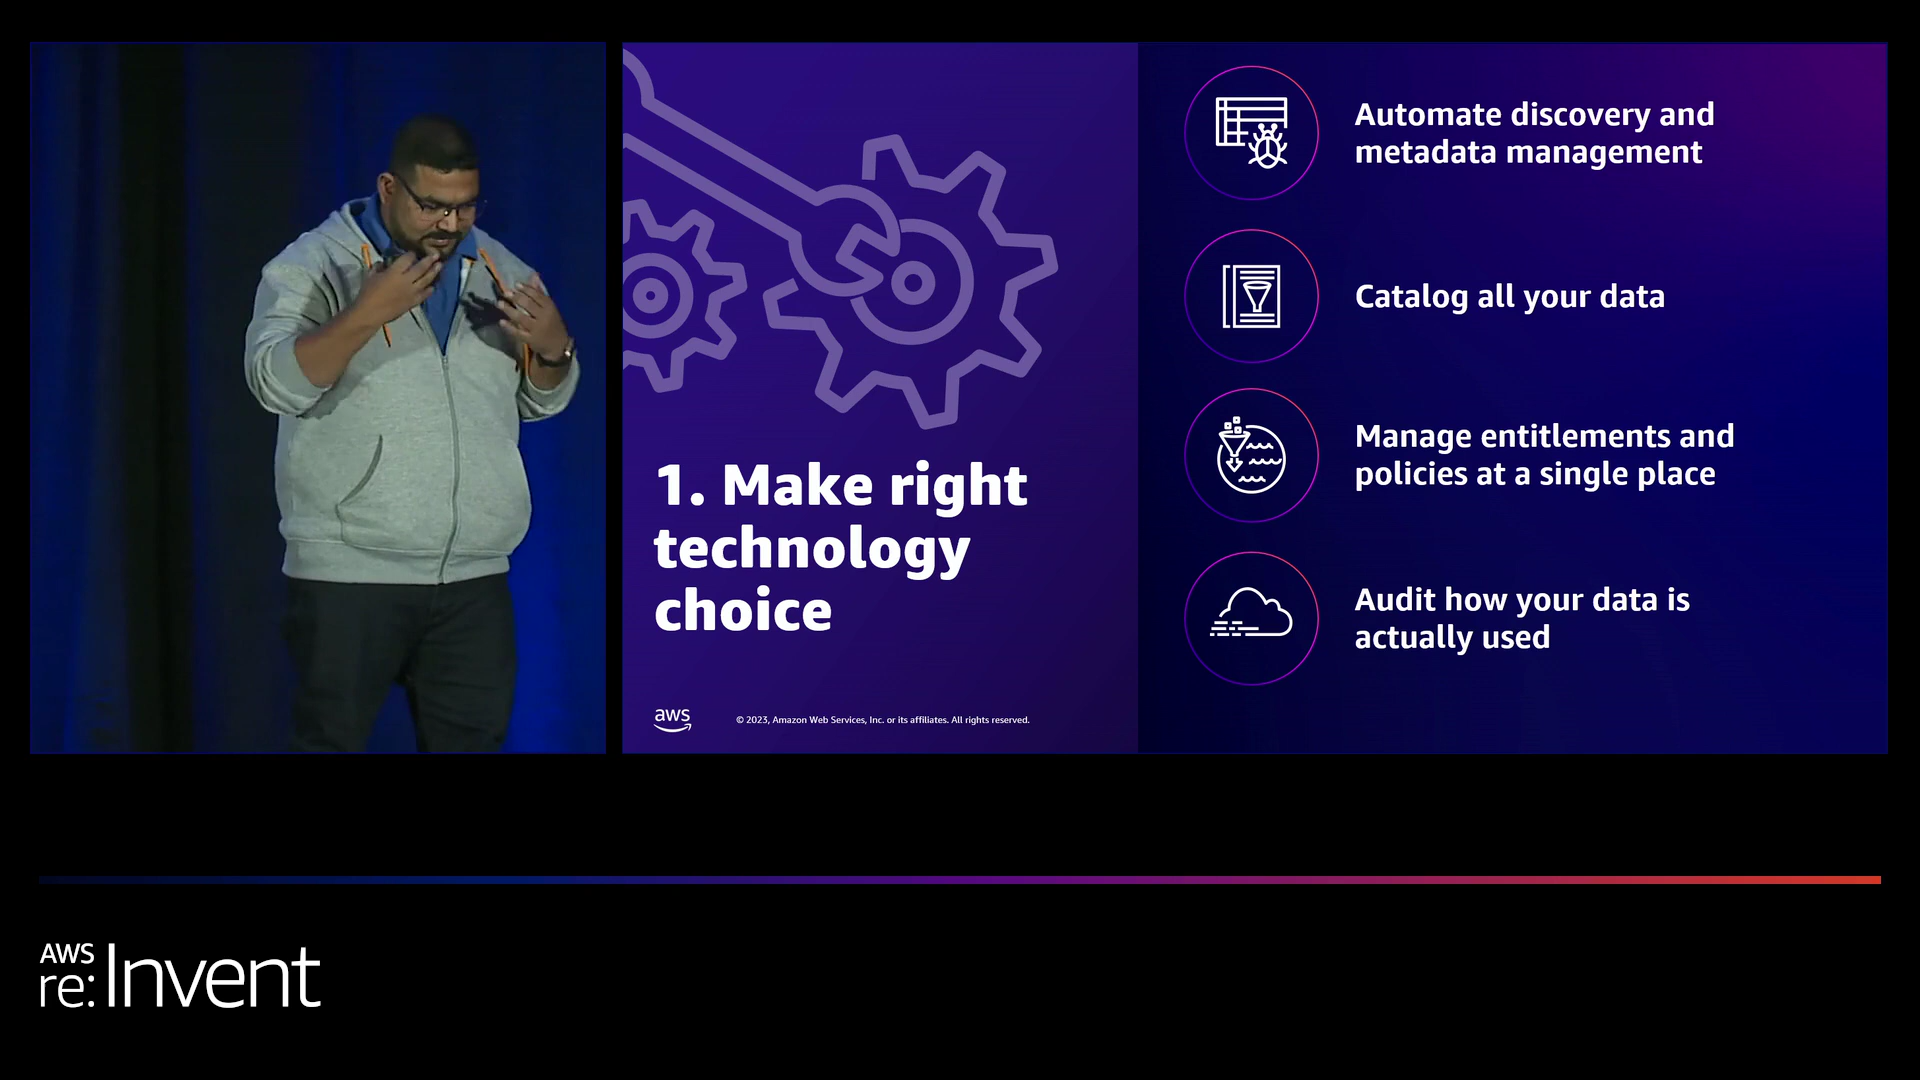 1. Make right
technology
choice
aws
© 2023, Amazon Web Services, Inc. or its affiliates. All rights reserved.
Automate discovery and
metadata management
Catalog all your data
Manage entitlements and
policies at a single place
Audit how your data is
actually used
AWS
re:Invent